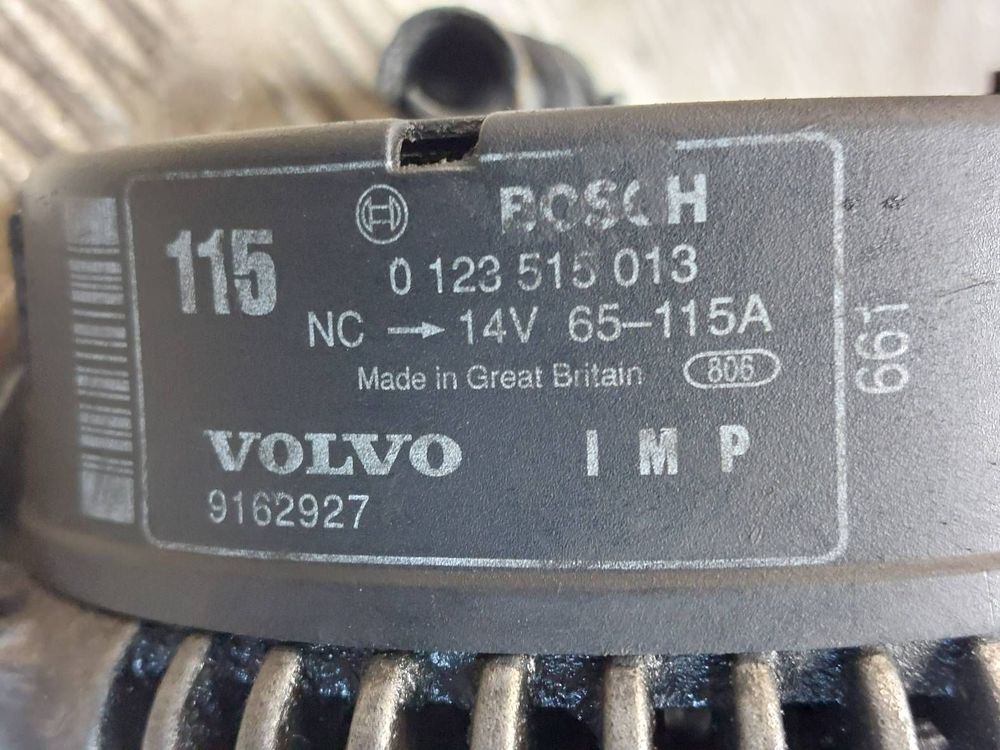 BOSCH
115
0 123 515 013
NC → 14V 65–115A
Made in Great Britain 806
VOLVO I M P
9162927
661